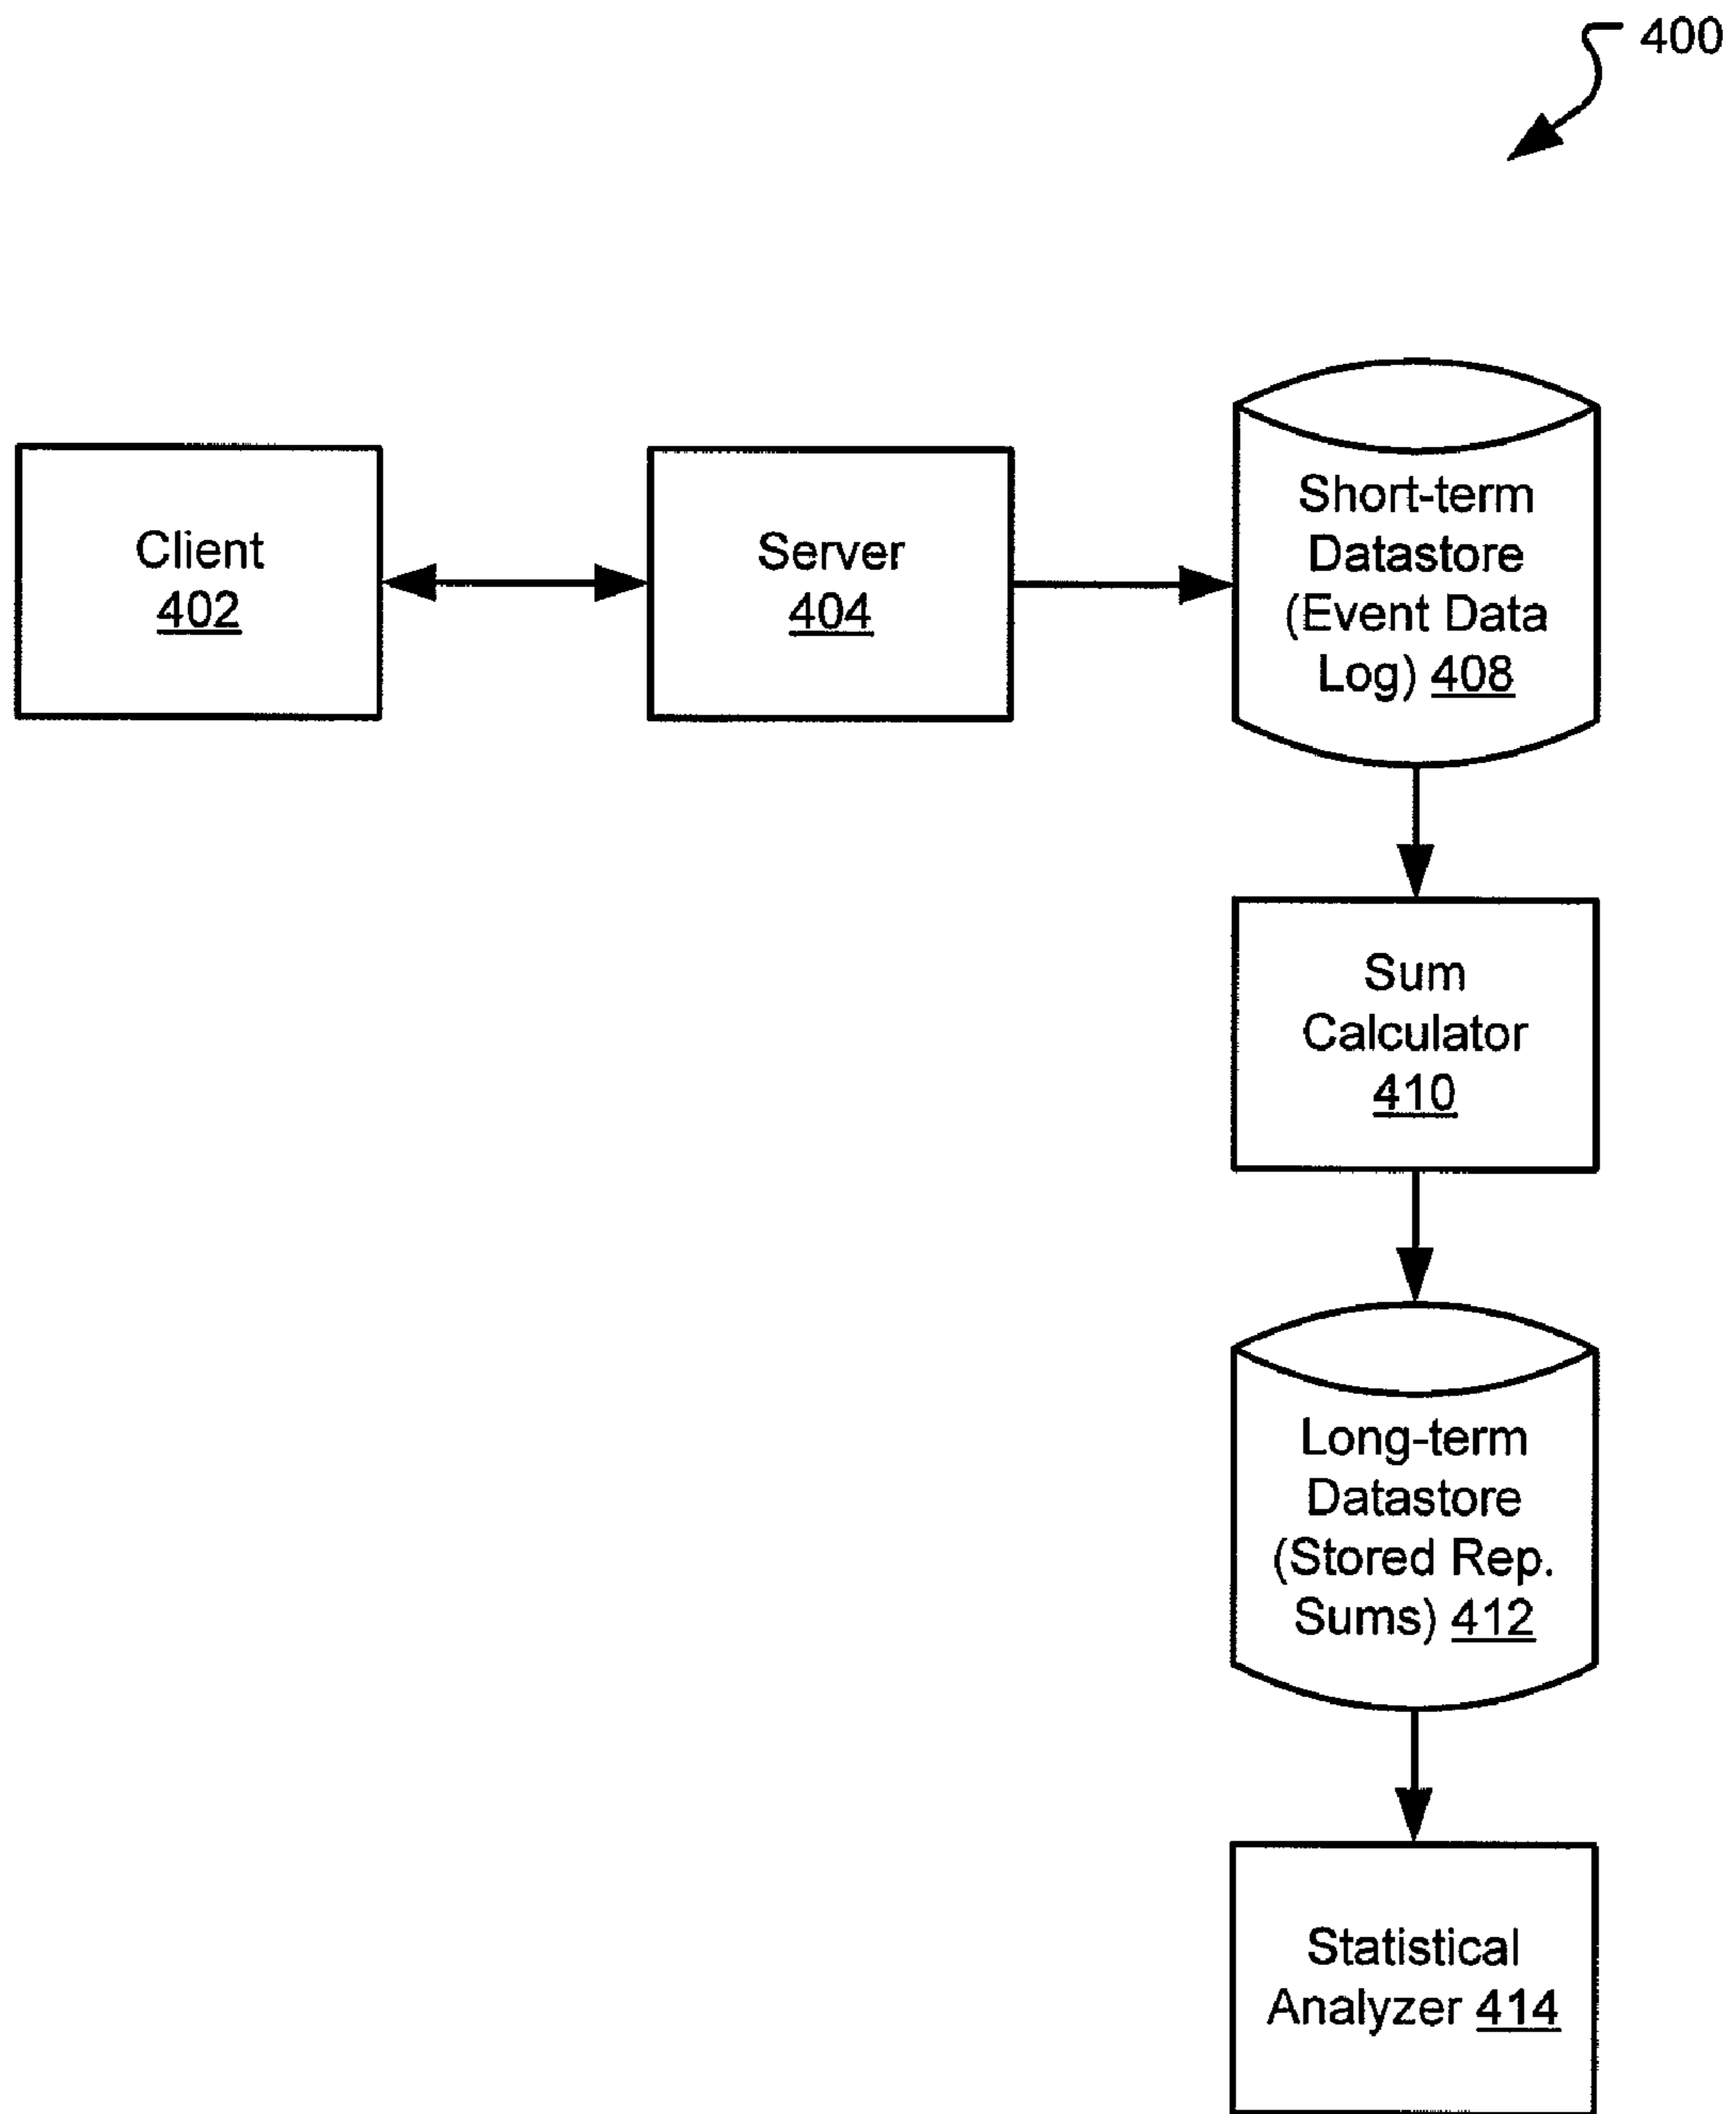 400
Client
402
Server
404
Short-term
Datastore
(Event Data
Log) 408
Sum
Calculator
410
Long-term
Datastore
(Stored Rep.
Sums) 412
Statistical
Analyzer 414